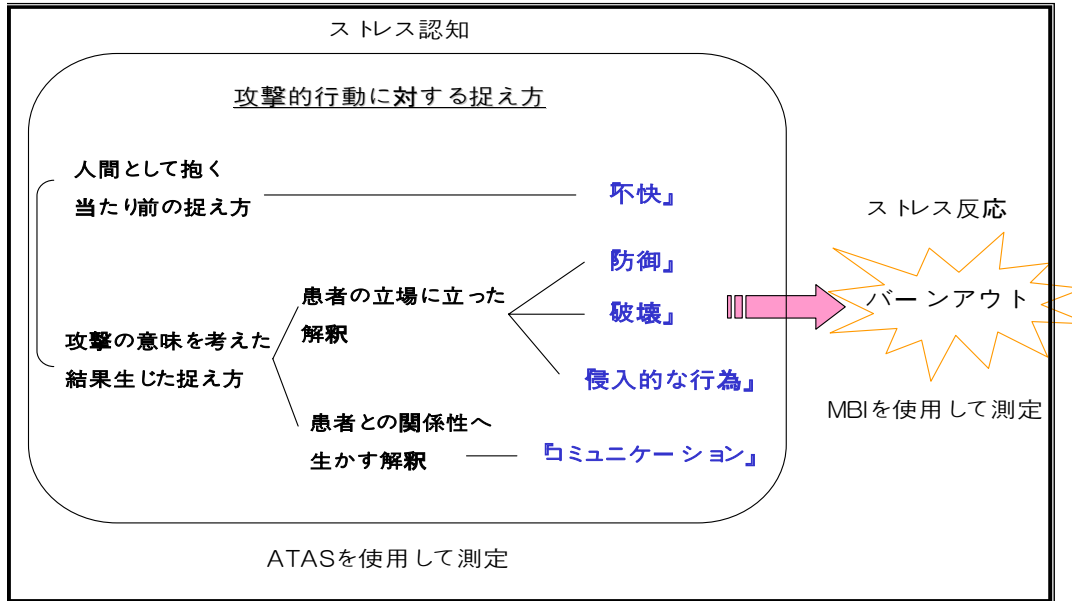 ストレス認知
攻撃的行動に対する捉え方
人間として抱く
当たり前の捉え方
『不快』
攻撃の意味を考えた
結果生じた捉え方
患者の立場に立った
解釈
『防御』
『破壊』
『侵入的な行為』
患者との関係性へ
生かす解釈
『コミュニケーション』
ATASを使用して測定
ストレス反応
バーンアウト
MBIを使用して測定